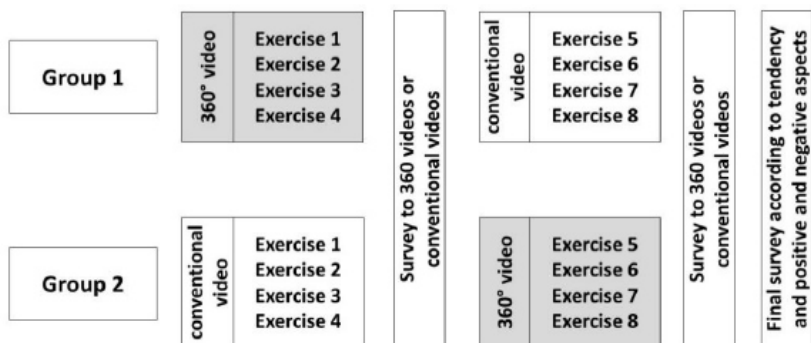 Group 1
360° video
Exercise 1
Exercise 2
Exercise 3
Exercise 4
Survey to 360 videos or
conventional videos
conventional
video
Exercise 5
Exercise 6
Exercise 7
Exercise 8
Survey to 360 videos or
conventional videos
Final survey according to tendency
and positive and negative aspects
Group 2
conventional
video
Exercise 1
Exercise 2
Exercise 3
Exercise 4
360° video
Exercise 5
Exercise 6
Exercise 7
Exercise 8